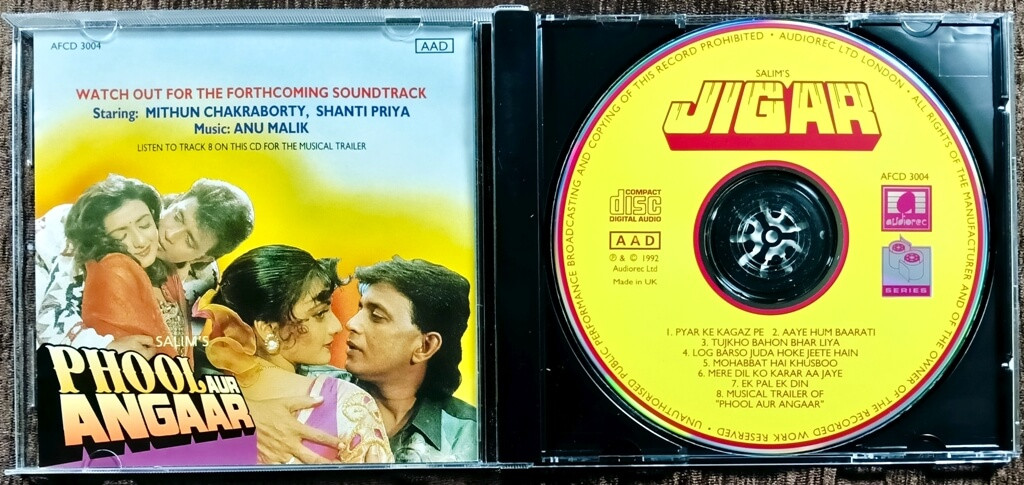 AFCD 3004
AAD
WATCH OUT FOR THE FORTHCOMING SOUNDTRACK
Staring: MITHUN CHAKRABORTY, SHANTI PRIYA
Music: ANU MALIK
LISTEN TO TRACK 8 ON THIS CD FOR THE MUSICAL TRAILER
SALIM'S
PHOOL AUR
ANGAAR
UNAUTHORISED PUBLIC PERFORMANCE BROADCASTING AND COPYING OF THIS RECORD PROHIBITED • AUDIOREC LTD LONDON • ALL RIGHTS OF THE MANUFACTURER AND OF THE OWNER OF THE RECORDED WORK RESERVED •
SALIM'S
JIGAR
AFCD 3004
COMPACT
disc
DIGITAL AUDIO
audiorec
AAD
℗ & © 1992
Audiorec Ltd
Made in UK
SERIES
1. PYAR KE KAGAZ PE 2. AAYE HUM BAARATI
3. TUJKHO BAHON BHAR LIYA
4. LOG BARSO JUDA HOKE JEETE HAIN
5. MOHABBAT HAI KHUSBOO
6. MERE DIL KO KARAR AA JAYE
7. EK PAL EK DIN
8. MUSICAL TRAILER OF
"PHOOL AUR ANGAAR"